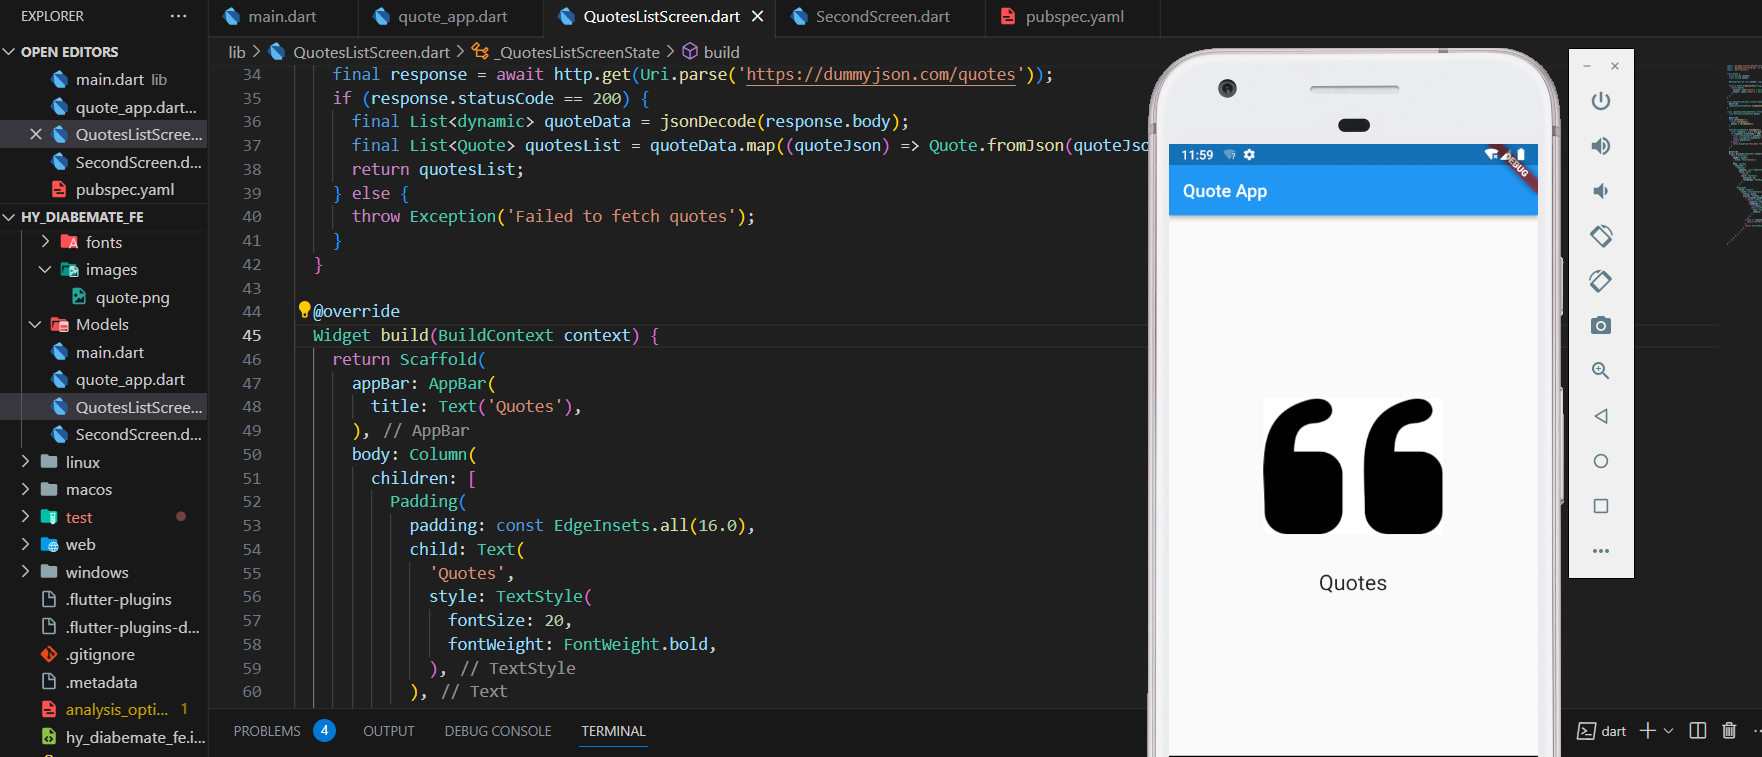 EXPLORER
···
main.dart
quote_app.dart
QuotesListScreen.dart
SecondScreen.dart
pubspec.yaml
OPEN EDITORS
main.dart lib
quote_app.dart...
QuotesListScree...
SecondScreen.d...
pubspec.yaml
HY_DIABEMATE_FE
fonts
images
quote.png
Models
main.dart
quote_app.dart
QuotesListScree...
SecondScreen.d...
linux
macos
test
web
windows
.flutter-plugins
.flutter-plugins-d...
.gitignore
.metadata
analysis_opti... 1
hy_diabemate_fe.i...
lib > QuotesListScreen.dart > _QuotesListScreenState > build
34 final response = await http.get(Uri.parse('https://dummyjson.com/quotes'));
35 if (response.statusCode == 200) {
36 final List<dynamic> quoteData = jsonDecode(response.body);
37 final List<Quote> quotesList = quoteData.map((quoteJson) => Quote.fromJson(quoteJso
38 return quotesList;
39 } else {
40 throw Exception('Failed to fetch quotes');
41 }
42 }
43
44 @override
45 Widget build(BuildContext context) {
46 return Scaffold(
47 appBar: AppBar(
48 title: Text('Quotes'),
49 ), // AppBar
50 body: Column(
51 children: [
52 Padding(
53 padding: const EdgeInsets.all(16.0),
54 child: Text(
55 'Quotes',
56 style: TextStyle(
57 fontSize: 20,
58 fontWeight: FontWeight.bold,
59 ), // TextStyle
60 ), // Text
PROBLEMS 4 OUTPUT DEBUG CONSOLE TERMINAL
dart
11:59
DEBUG
Quote App
Quotes